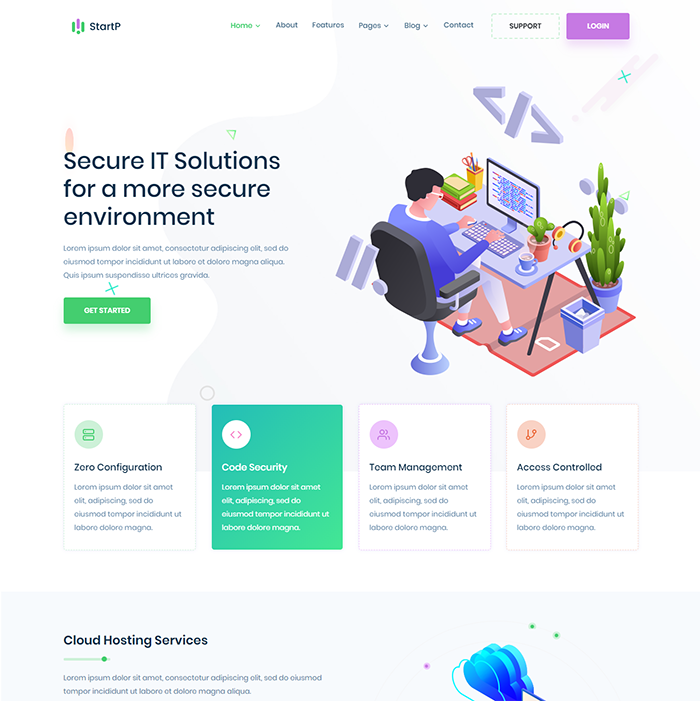 StartP
Home About Features Pages Blog Contact SUPPORT LOGIN
Secure IT Solutions
for a more secure
environment
Lorem ipsum dolor sit amet, consectetur adipiscing elit, sed do
eiusmod tempor incididunt ut labore et dolore magna aliqua.
Quis ipsum suspendisse ultrices gravida.
GET STARTED
Zero Configuration
Lorem ipsum dolor sit amet
elit, adipiscing, sed do
eiusmod tempor incididunt ut
labore dolore magna.
Code Security
Lorem ipsum dolor sit amet
elit, adipiscing, sed do
eiusmod tempor incididunt ut
labore dolore magna.
Team Management
Lorem ipsum dolor sit amet
elit, adipiscing, sed do
eiusmod tempor incididunt ut
labore dolore magna.
Access Controlled
Lorem ipsum dolor sit amet
elit, adipiscing, sed do
eiusmod tempor incididunt ut
labore dolore magna.
Cloud Hosting Services
Lorem ipsum dolor sit amet, consectetur adipiscing elit, sed
do eiusmod tempor incididunt ut labore et dolore
magna aliqua.